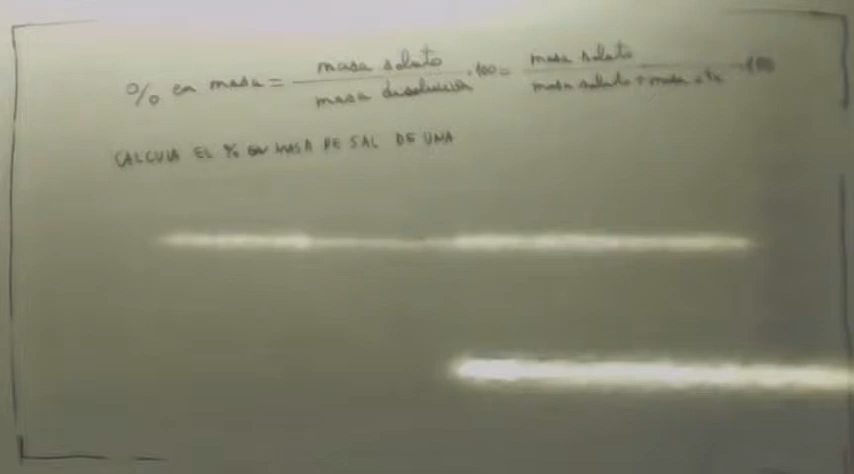 % en masa = masa soluto / masa disolución · 100 = masa soluto / masa soluto + masa · 100
CALCULA EL % EN MASA DE SAL DE UNA